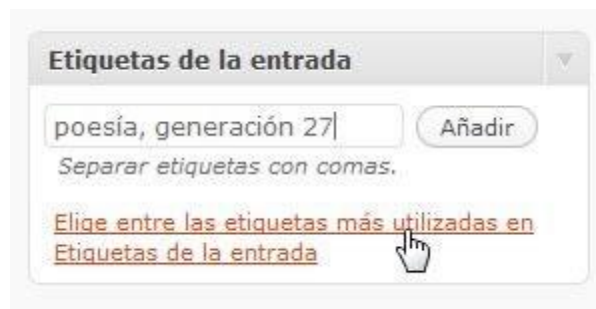 Etiquetas de la entrada
poesía, generación 27
Añadir
Separar etiquetas con comas.
Elige entre las etiquetas más utilizadas en
Etiquetas de la entrada